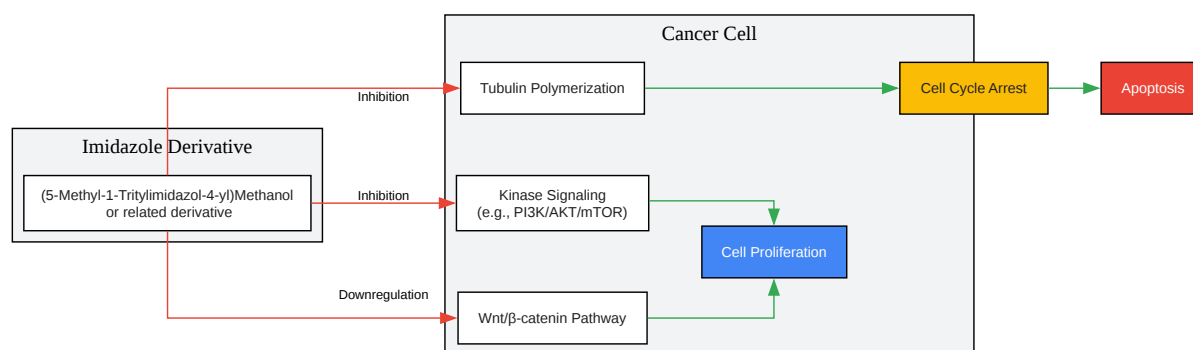 Cancer Cell
Tubulin Polymerization
Cell Cycle Arrest
Apoptosis
Inhibition
Imidazole Derivative
(5-Methyl-1-Tritylimidazol-4-yl)Methanol
or related derivative
Inhibition
Kinase Signaling
(e.g., PI3K/AKT/mTOR)
Cell Proliferation
Downregulation
Wnt/β-catenin Pathway